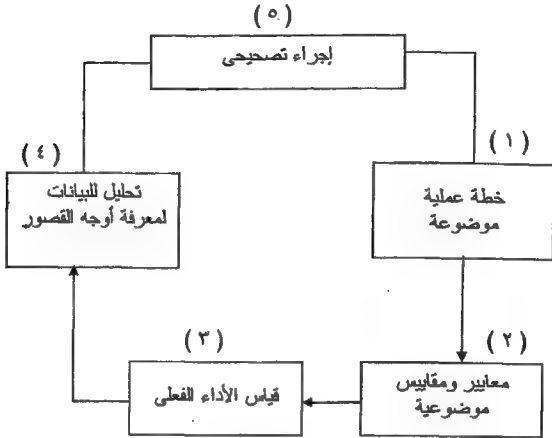 ( ٥ )
إجراء تصحيحى
( ١ )
خطة عملية
موضوعة
( ٢ )
معايير ومقاييس
موضوعية
( ٣ )
قياس الأداء الفعلى
( ٤ )
تحليل للبيانات
لمعرفة أوجه القصور